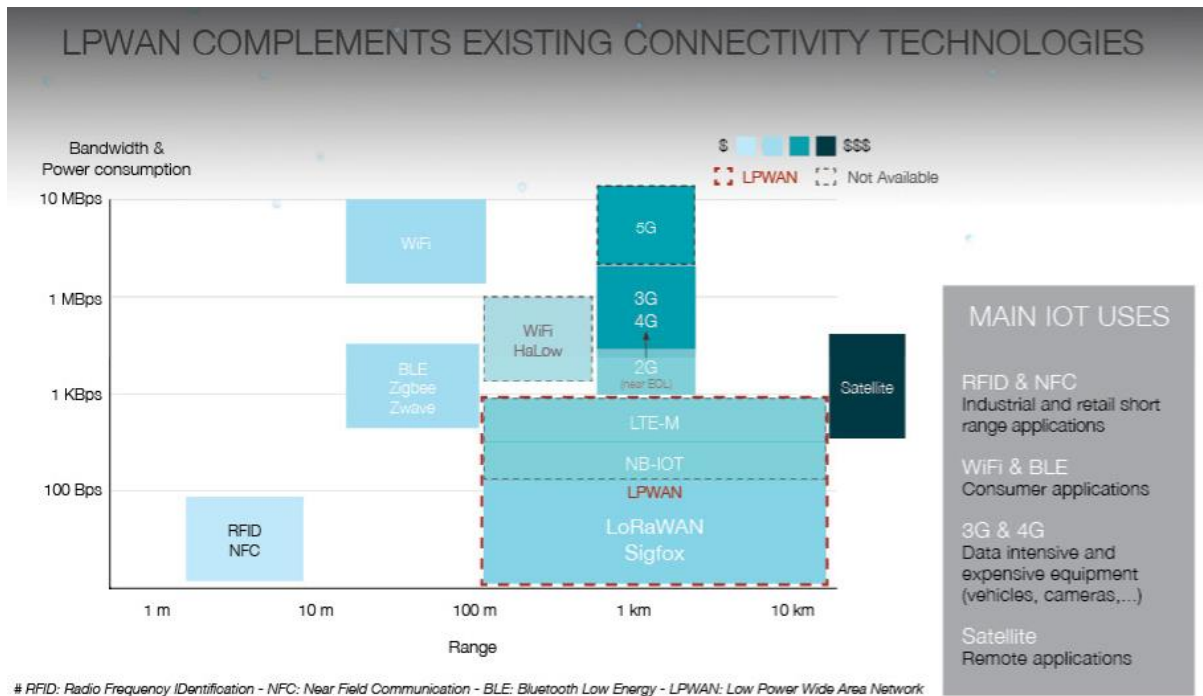 LPWAN COMPLEMENTS EXISTING CONNECTIVITY TECHNOLOGIES
Bandwidth &
Power consumption
$ $$$
LPWAN Not Available
10 MBps
1 MBps
1 KBps
100 Bps
WiFi
5G
3G
4G
WiFi
HaLow
BLE
Zigbee
Zwave
2G
(near EOL)
Satellite
LTE-M
NB-IOT
LPWAN
LoRaWAN
Sigfox
RFID
NFC
1 m 10 m 100 m 1 km 10 km
Range
MAIN IOT USES
RFID & NFC
Industrial and retail short
range applications
WiFi & BLE
Consumer applications
3G & 4G
Data intensive and
expensive equipment
(vehicles, cameras,...)
Satellite
Remote applications
# RFID: Radio Frequency IDentification - NFC: Near Field Communication - BLE: Bluetooth Low Energy - LPWAN: Low Power Wide Area Network